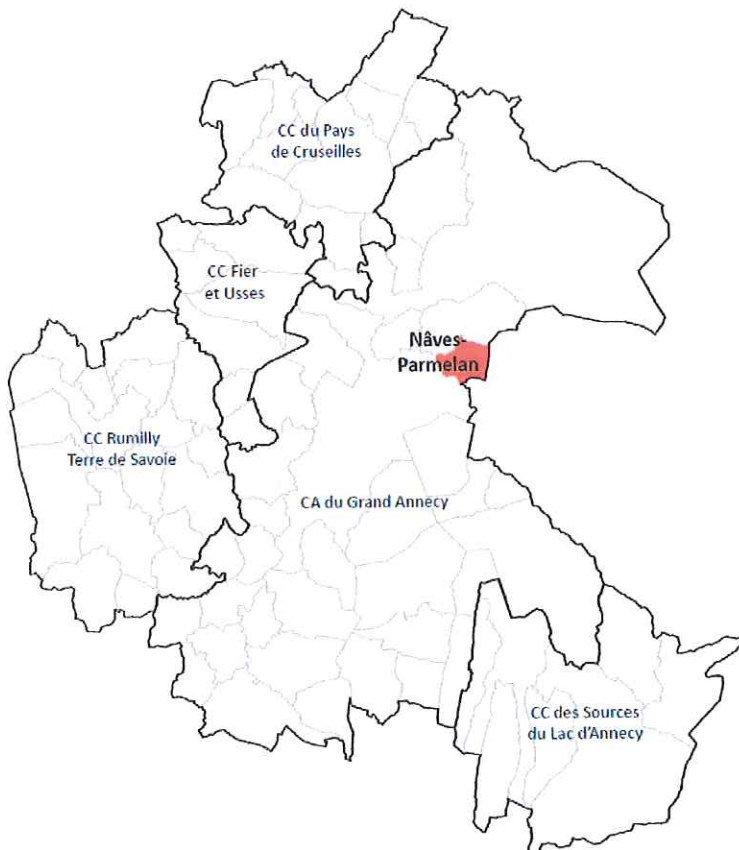 CC du Pays
de Cruseilles
CC Fier
et Usses
Nâves-
Parmelan
CC Rumilly
Terre de Savoie
CA du Grand Annecy
CC des Sources
du Lac d'Annecy